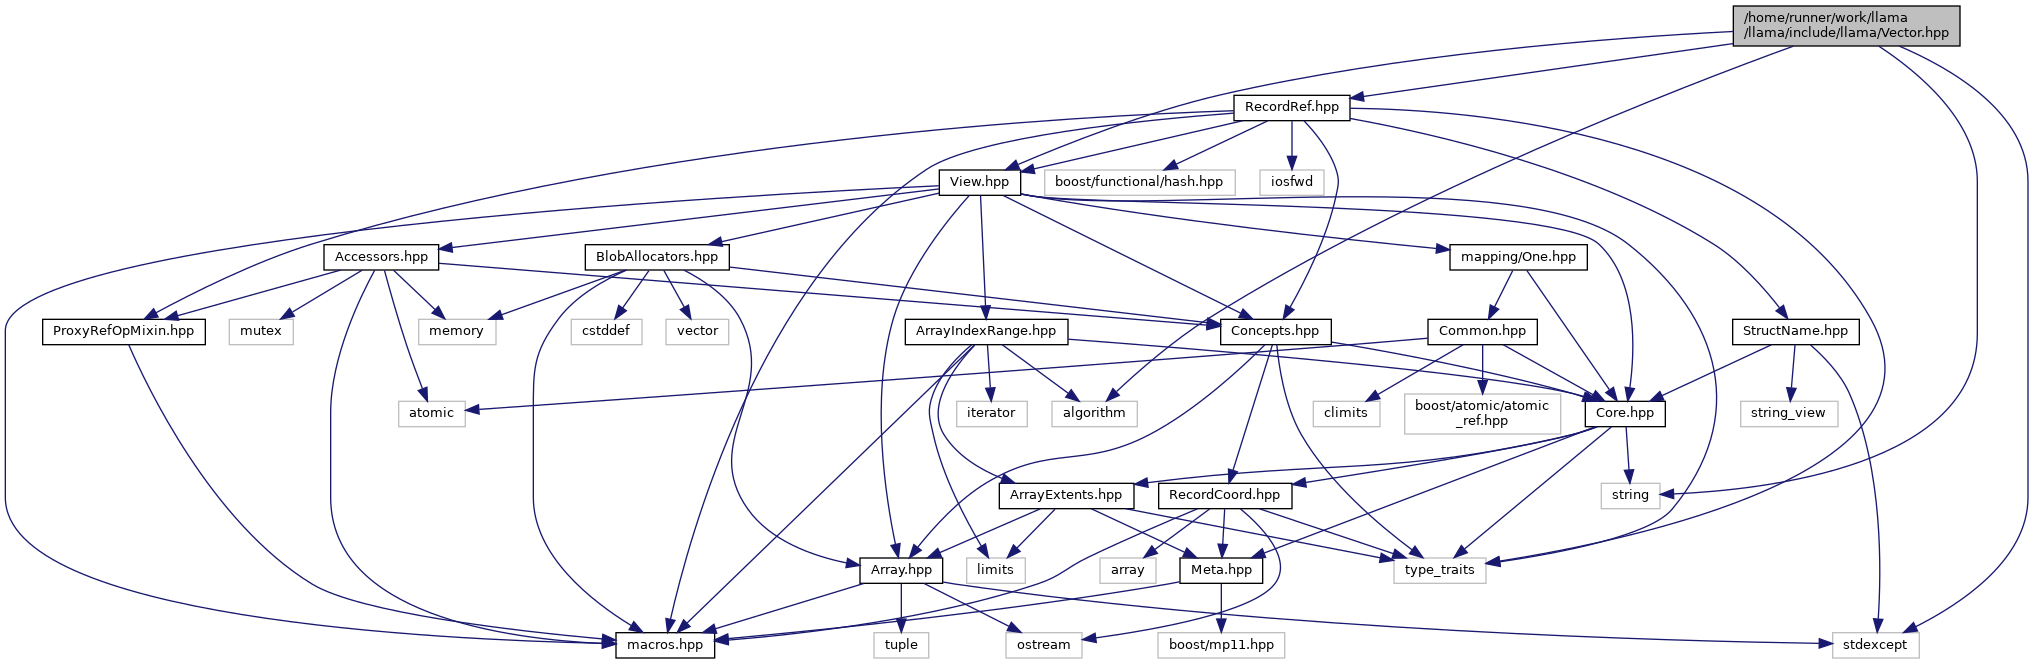 /home/runner/work/llama
/llama/include/llama/Vector.hpp
RecordRef.hpp
View.hpp
boost/functional/hash.hpp
iosfwd
Accessors.hpp
BlobAllocators.hpp
mapping/One.hpp
ProxyRefOpMixin.hpp
mutex
memory
cstddef
vector
ArrayIndexRange.hpp
Concepts.hpp
Common.hpp
StructName.hpp
atomic
iterator
algorithm
climits
boost/atomic/atomic
_ref.hpp
Core.hpp
string_view
ArrayExtents.hpp
RecordCoord.hpp
string
Array.hpp
limits
array
Meta.hpp
type_traits
macros.hpp
tuple
ostream
boost/mp11.hpp
stdexcept